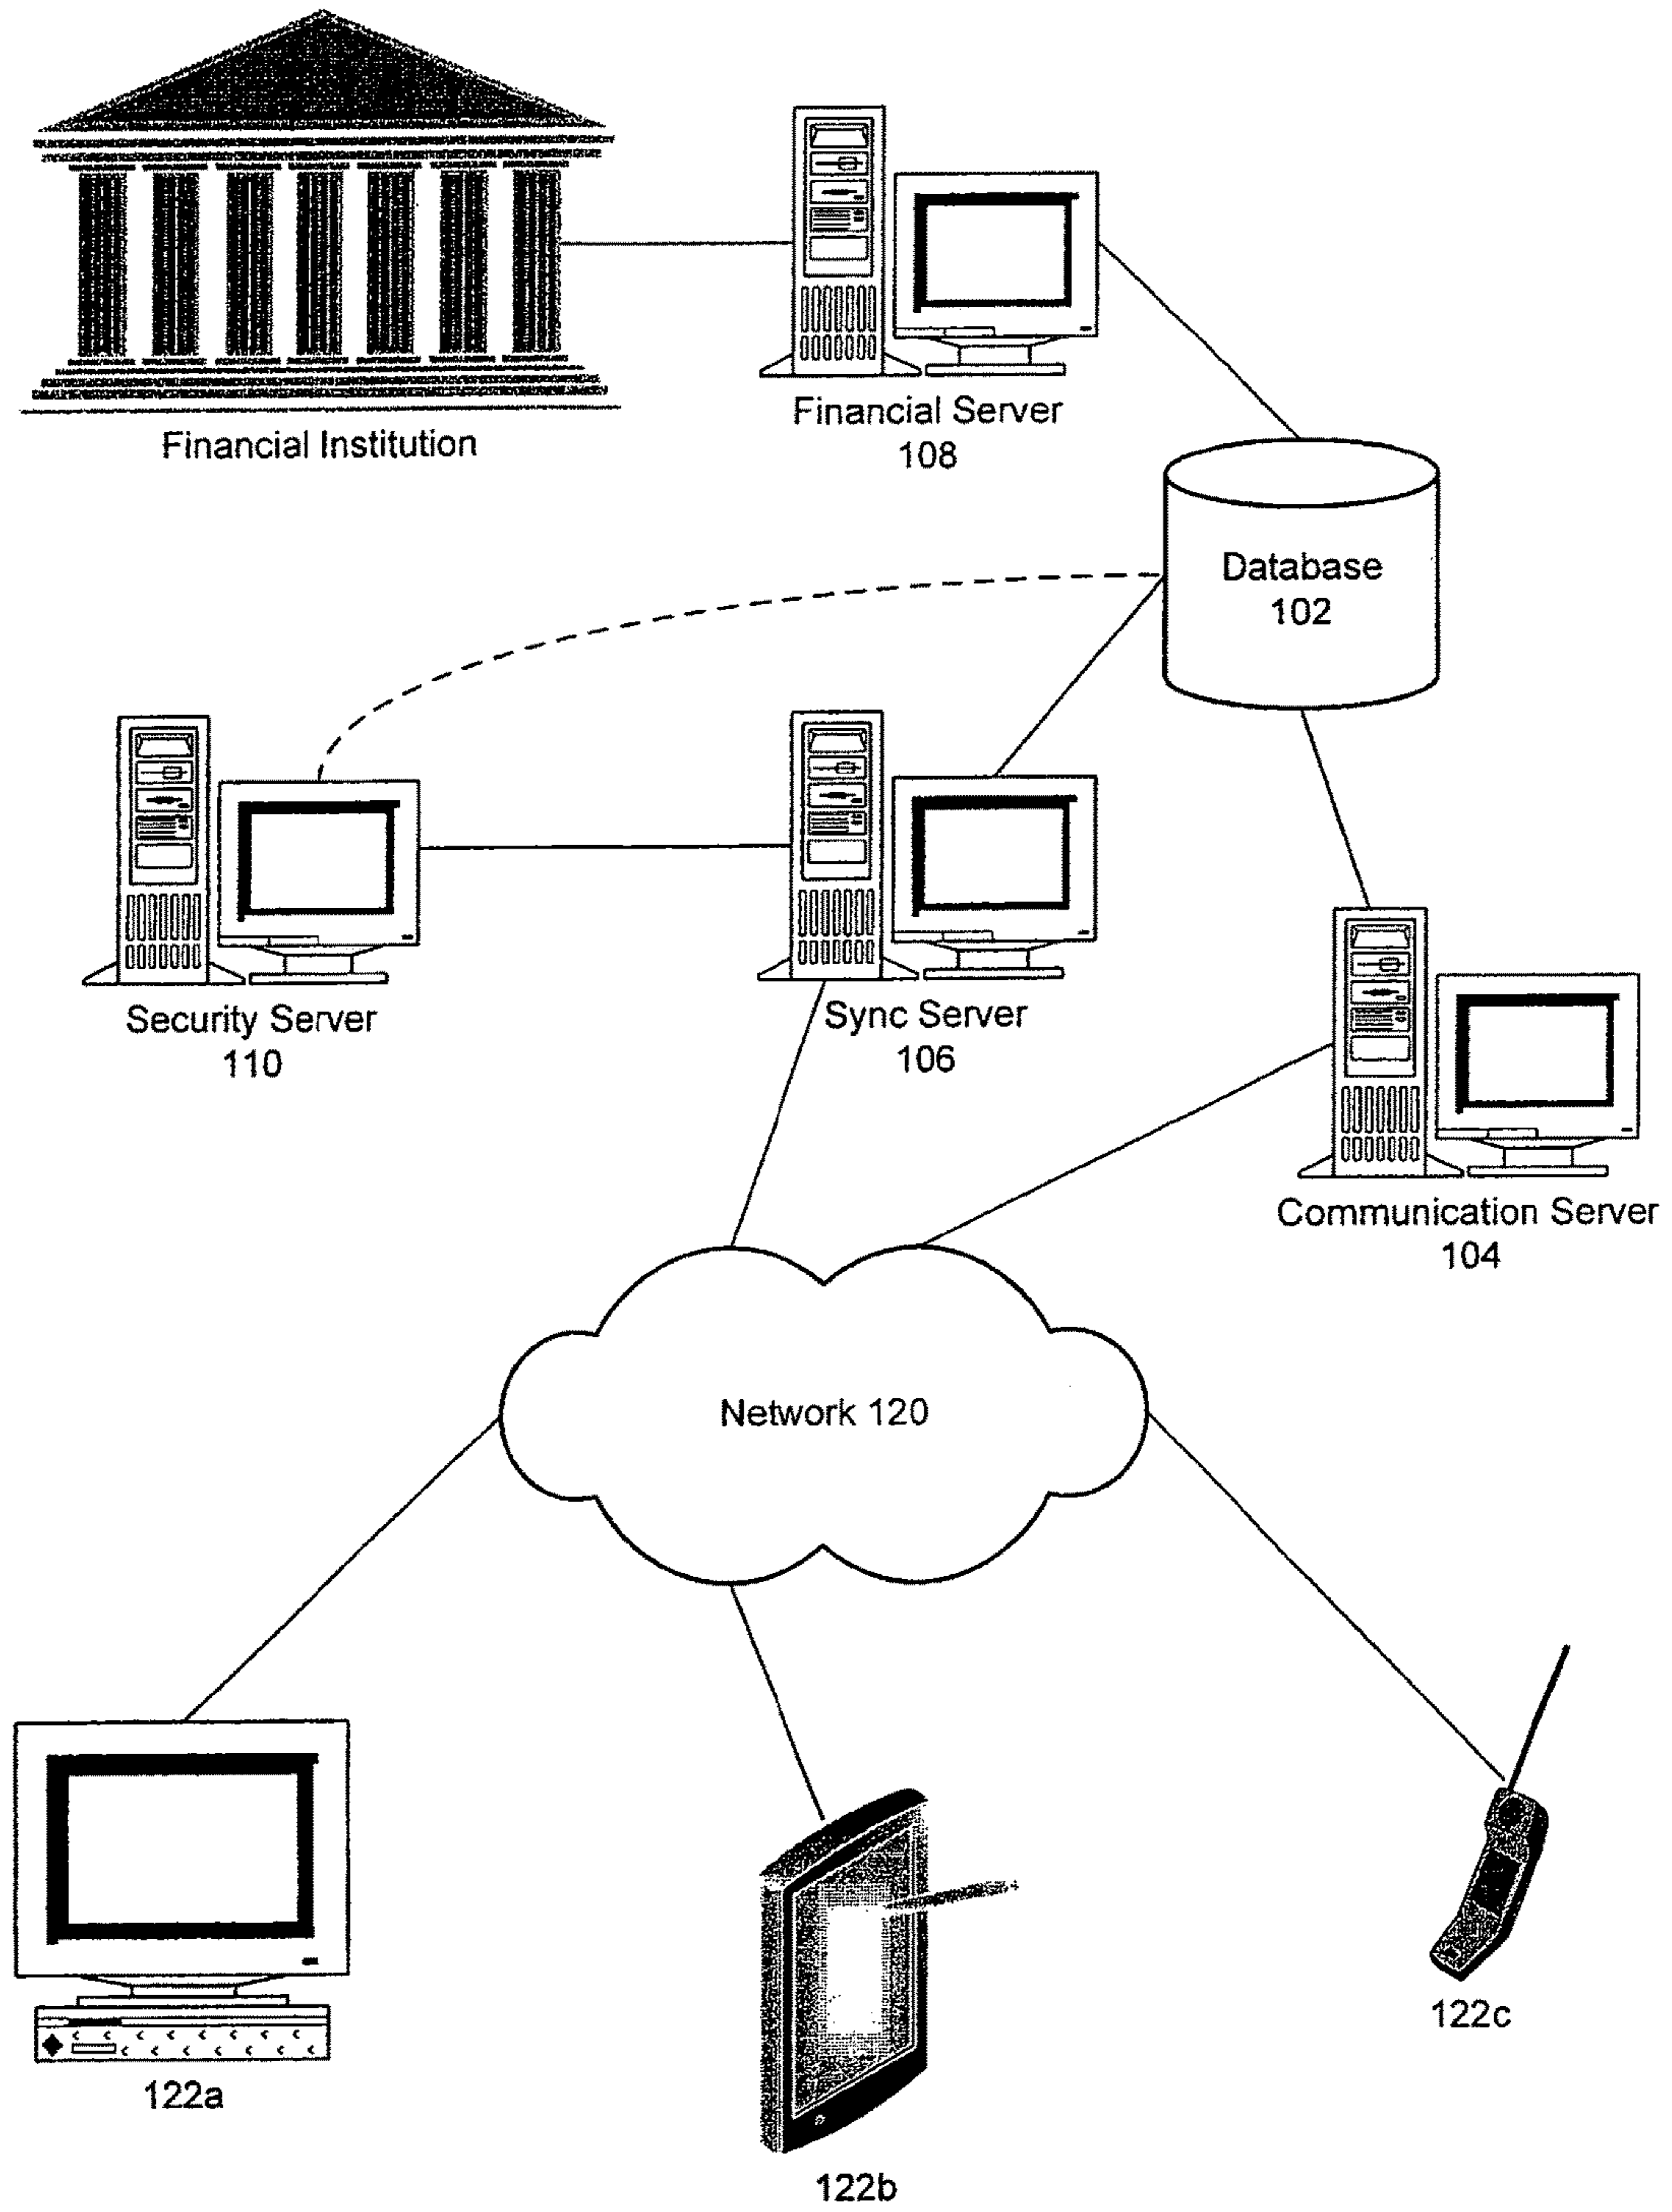 Financial Institution
Financial Server
108
Database
102
Security Server
110
Sync Server
106
Communication Server
104
Network 120
122a
122b
122c